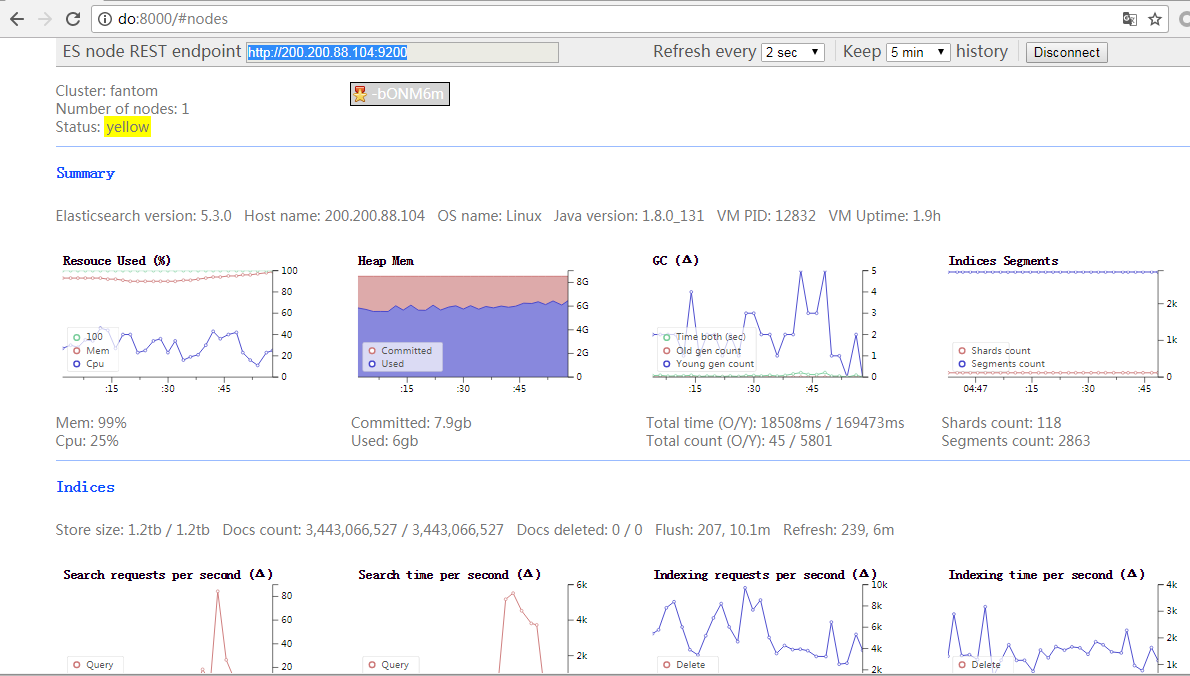 do:8000/#nodes
ES node REST endpoint http://200.200.88.104:9200 Refresh every 2 sec Keep 5 min history Disconnect
Cluster: fantom
-bONM6m
Number of nodes: 1
Status: yellow
Summary
Elasticsearch version: 5.3.0 Host name: 200.200.88.104 OS name: Linux Java version: 1.8.0_131 VM PID: 12832 VM Uptime: 1.9h
Resouce Used (%)
100
80
60
40
20
0
100
Mem
Cpu
:15 :30 :45
Mem: 99%
Cpu: 25%
Heap Mem
8G
6G
4G
2G
0
Committed
Used
:15 :30 :45
Committed: 7.9gb
Used: 6gb
GC (Δ)
5
4
3
2
1
0
Time both (sec)
Old gen count
Young gen count
:15 :30 :45
Total time (O/Y): 18508ms / 169473ms
Total count (O/Y): 45 / 5801
Indices Segments
2k
1k
0
Shards count
Segments count
04:47 :15 :30 :45
Shards count: 118
Segments count: 2863
Indices
Store size: 1.2tb / 1.2tb Docs count: 3,443,066,527 / 3,443,066,527 Docs deleted: 0 / 0 Flush: 207, 10.1m Refresh: 239, 6m
Search requests per second (Δ)
80
60
40
20
Query
Search time per second (Δ)
6k
4k
2k
Query
Indexing requests per second (Δ)
10k
8k
6k
4k
2k
Delete
Indexing time per second (Δ)
4k
3k
2k
1k
Delete